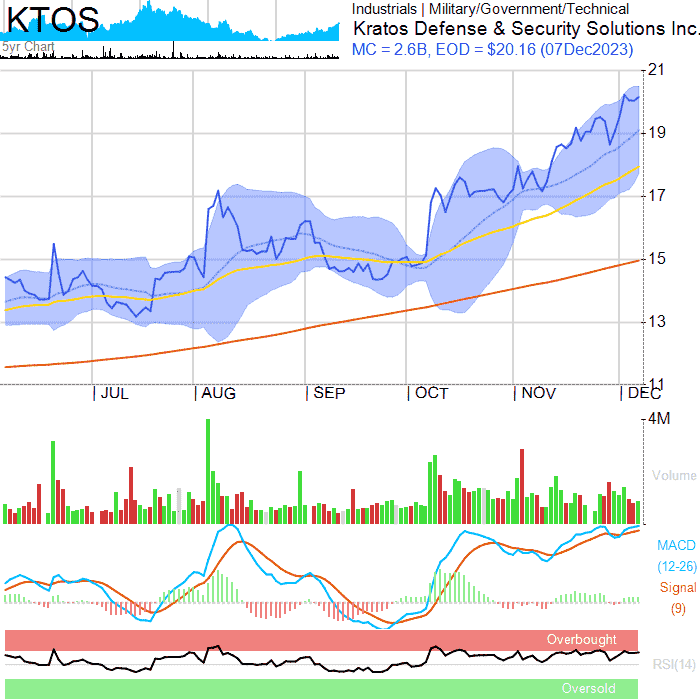 KTOS
5yr Chart
Industrials | Military/Government/Technical
Kratos Defense & Security Solutions Inc.
MC = 2.6B, EOD = $20.16 (07Dec2023)
21
19
17
15
13
11
JUL
AUG
SEP
OCT
NOV
DEC
4M
Volume
MACD
(12-26)
Signal
(9)
Overbought
RSI(14)
Oversold